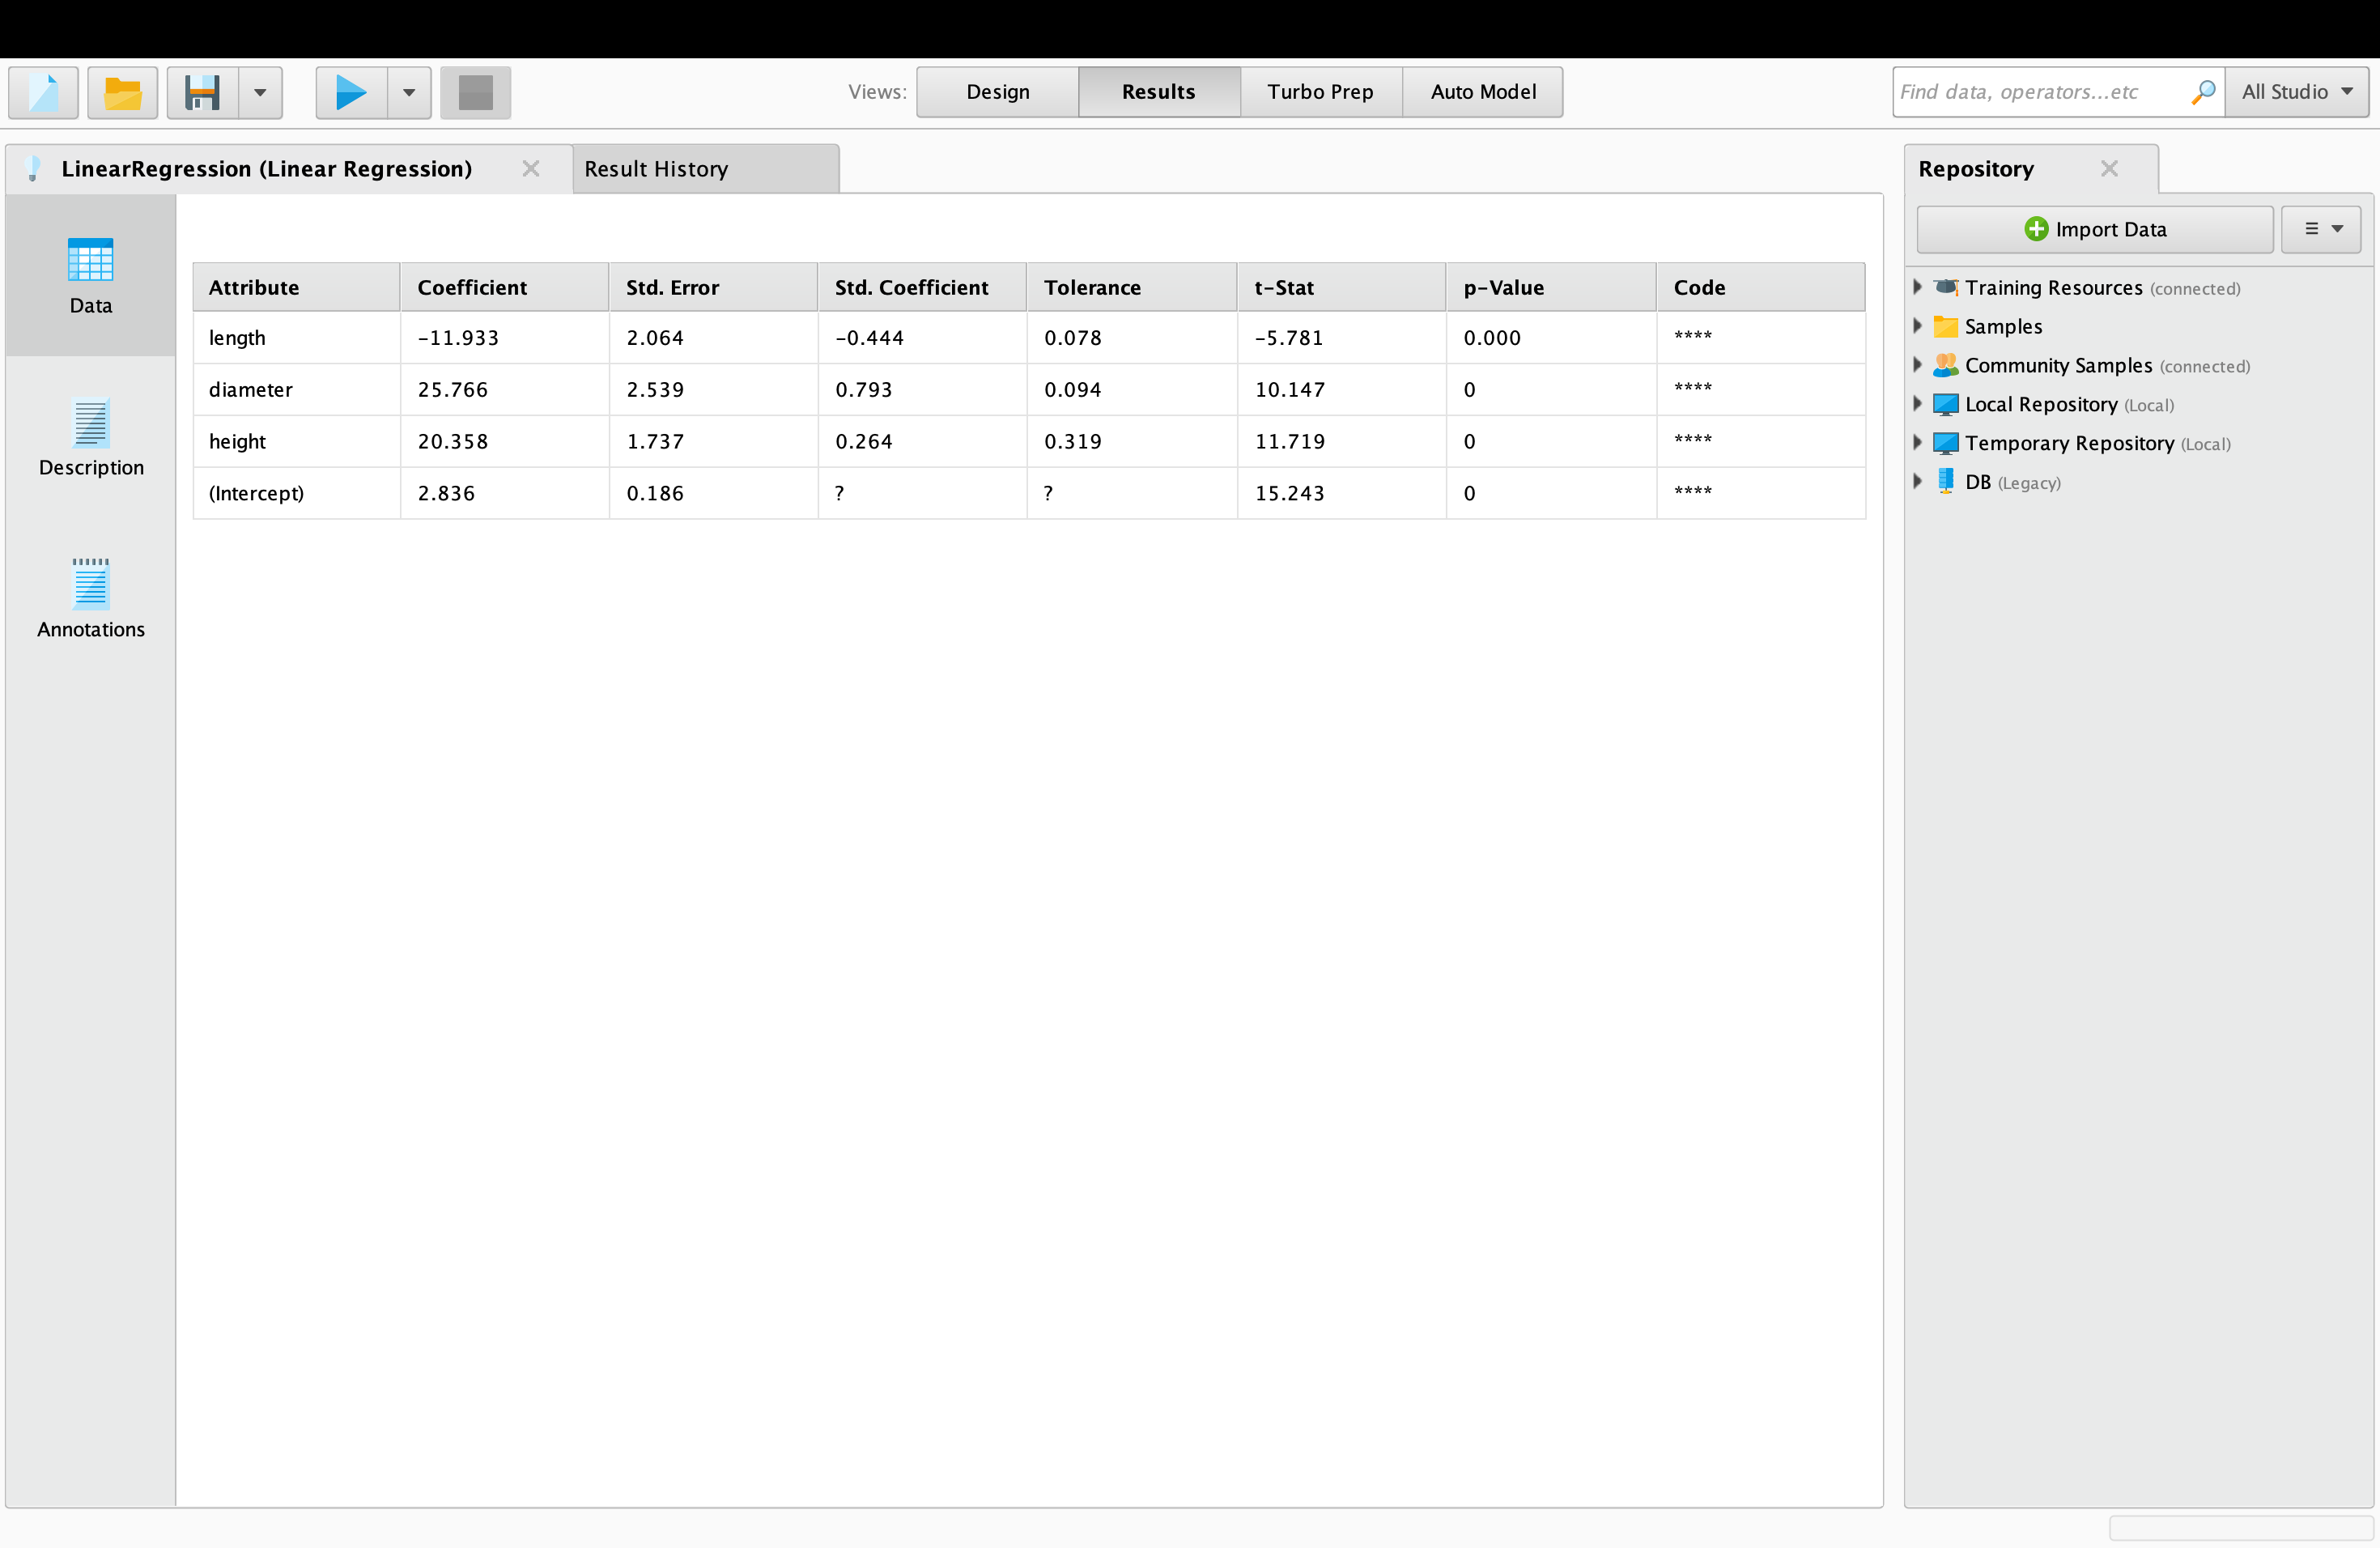 Views: Design Results Turbo Prep Auto Model Find data, operators...etc All Studio
LinearRegression (Linear Regression) Result History Repository
Import Data
Data
Description
Annotations
Attribute Coefficient Std. Error Std. Coefficient Tolerance t-Stat p-Value Code
length -11.933 2.064 -0.444 0.078 -5.781 0.000 ****
diameter 25.766 2.539 0.793 0.094 10.147 0 ****
height 20.358 1.737 0.264 0.319 11.719 0 ****
(Intercept) 2.836 0.186 ? ? 15.243 0 ****
Training Resources (connected)
Samples
Community Samples (connected)
Local Repository (Local)
Temporary Repository (Local)
DB (Legacy)